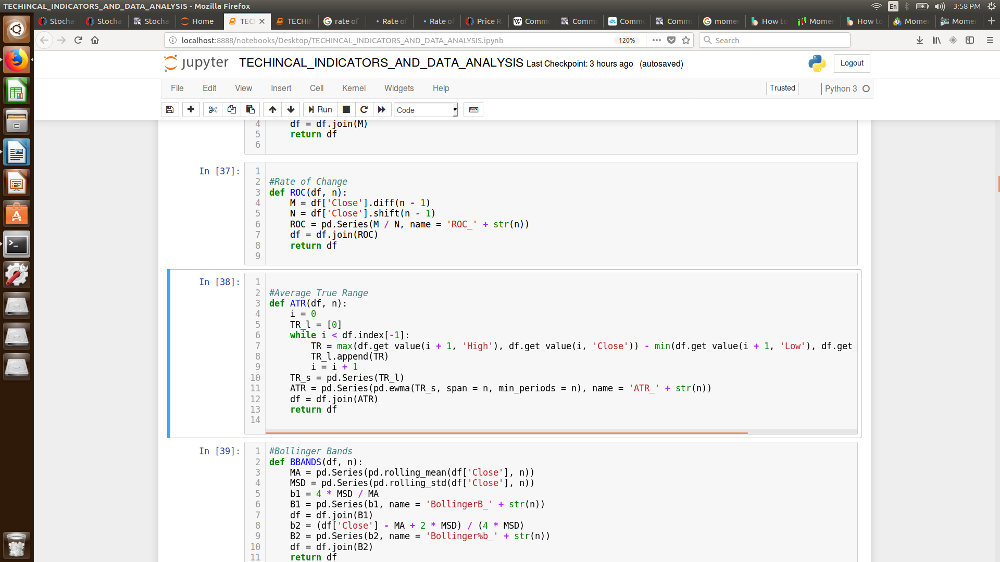 TECHINCAL_INDICATORS_AND_DATA_ANALYSIS - Mozilla Firefox
En
3:58 PM
Stocha
Stocha
Stocha
Home
TEC
TECHIN
rate of
Rate of
Rate of
Price R
Comm
Comm
Comm
Comm
momer
How to
Momer
How to
Momer
Momer
localhost:8888/notebooks/Desktop/TECHINCAL_INDICATORS_AND_DATA_ANALYSIS.ipynb
120%
Search
jupyter TECHINCAL_INDICATORS_AND_DATA_ANALYSIS Last Checkpoint: 3 hours ago (autosaved)
Logout
File Edit View Insert Cell Kernel Widgets Help
Trusted
Python 3
Run
Code
4     df = df.join(M)
5     return df
6
In [37]:
1
2 #Rate of Change
3 def ROC(df, n):
4     M = df['Close'].diff(n - 1)
5     N = df['Close'].shift(n - 1)
6     ROC = pd.Series(M / N, name = 'ROC_' + str(n))
7     df = df.join(ROC)
8     return df
9
In [38]:
1
2 #Average True Range
3 def ATR(df, n):
4     i = 0
5     TR_l = [0]
6     while i < df.index[-1]:
7         TR = max(df.get_value(i + 1, 'High'), df.get_value(i, 'Close')) - min(df.get_value(i + 1, 'Low'), df.get_
8         TR_l.append(TR)
9         i = i + 1
10     TR_s = pd.Series(TR_l)
11     ATR = pd.Series(pd.ewma(TR_s, span = n, min_periods = n), name = 'ATR_' + str(n))
12     df = df.join(ATR)
13     return df
14
In [39]:
1 #Bollinger Bands
2 def BBANDS(df, n):
3     MA = pd.Series(pd.rolling_mean(df['Close'], n))
4     MSD = pd.Series(pd.rolling_std(df['Close'], n))
5     b1 = 4 * MSD / MA
6     B1 = pd.Series(b1, name = 'BollingerB_' + str(n))
7     df = df.join(B1)
8     b2 = (df['Close'] - MA + 2 * MSD) / (4 * MSD)
9     B2 = pd.Series(b2, name = 'Bollinger%b_' + str(n))
10     df = df.join(B2)
11     return df